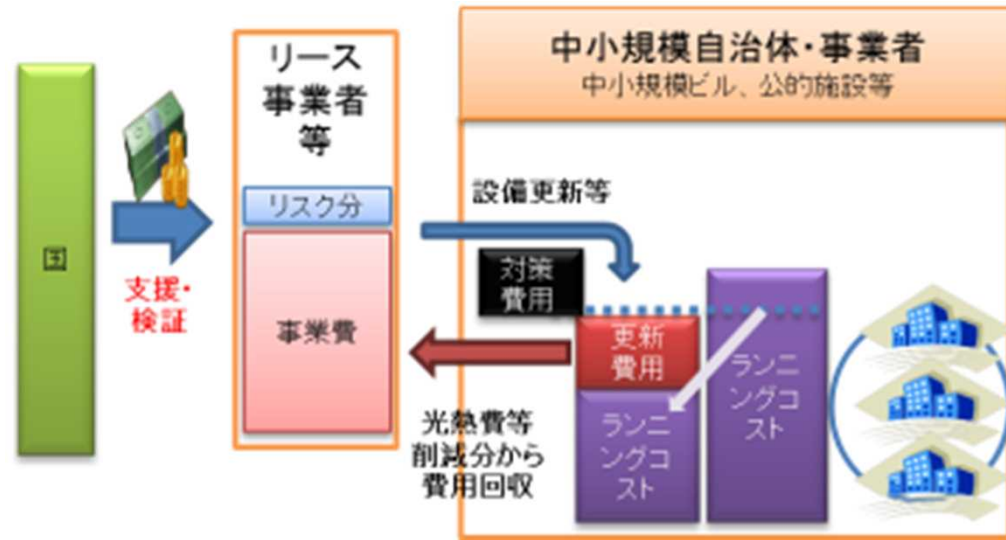 国
支援・
検証
リース
事業者
等
リスク分
事業費
中小規模自治体・事業者
中小規模ビル、公的施設等
設備更新等
対策
費用
更新
費用
ランニ
ングコ
スト
ランニ
ングコ
スト
光熱費等
削減分から
費用回収